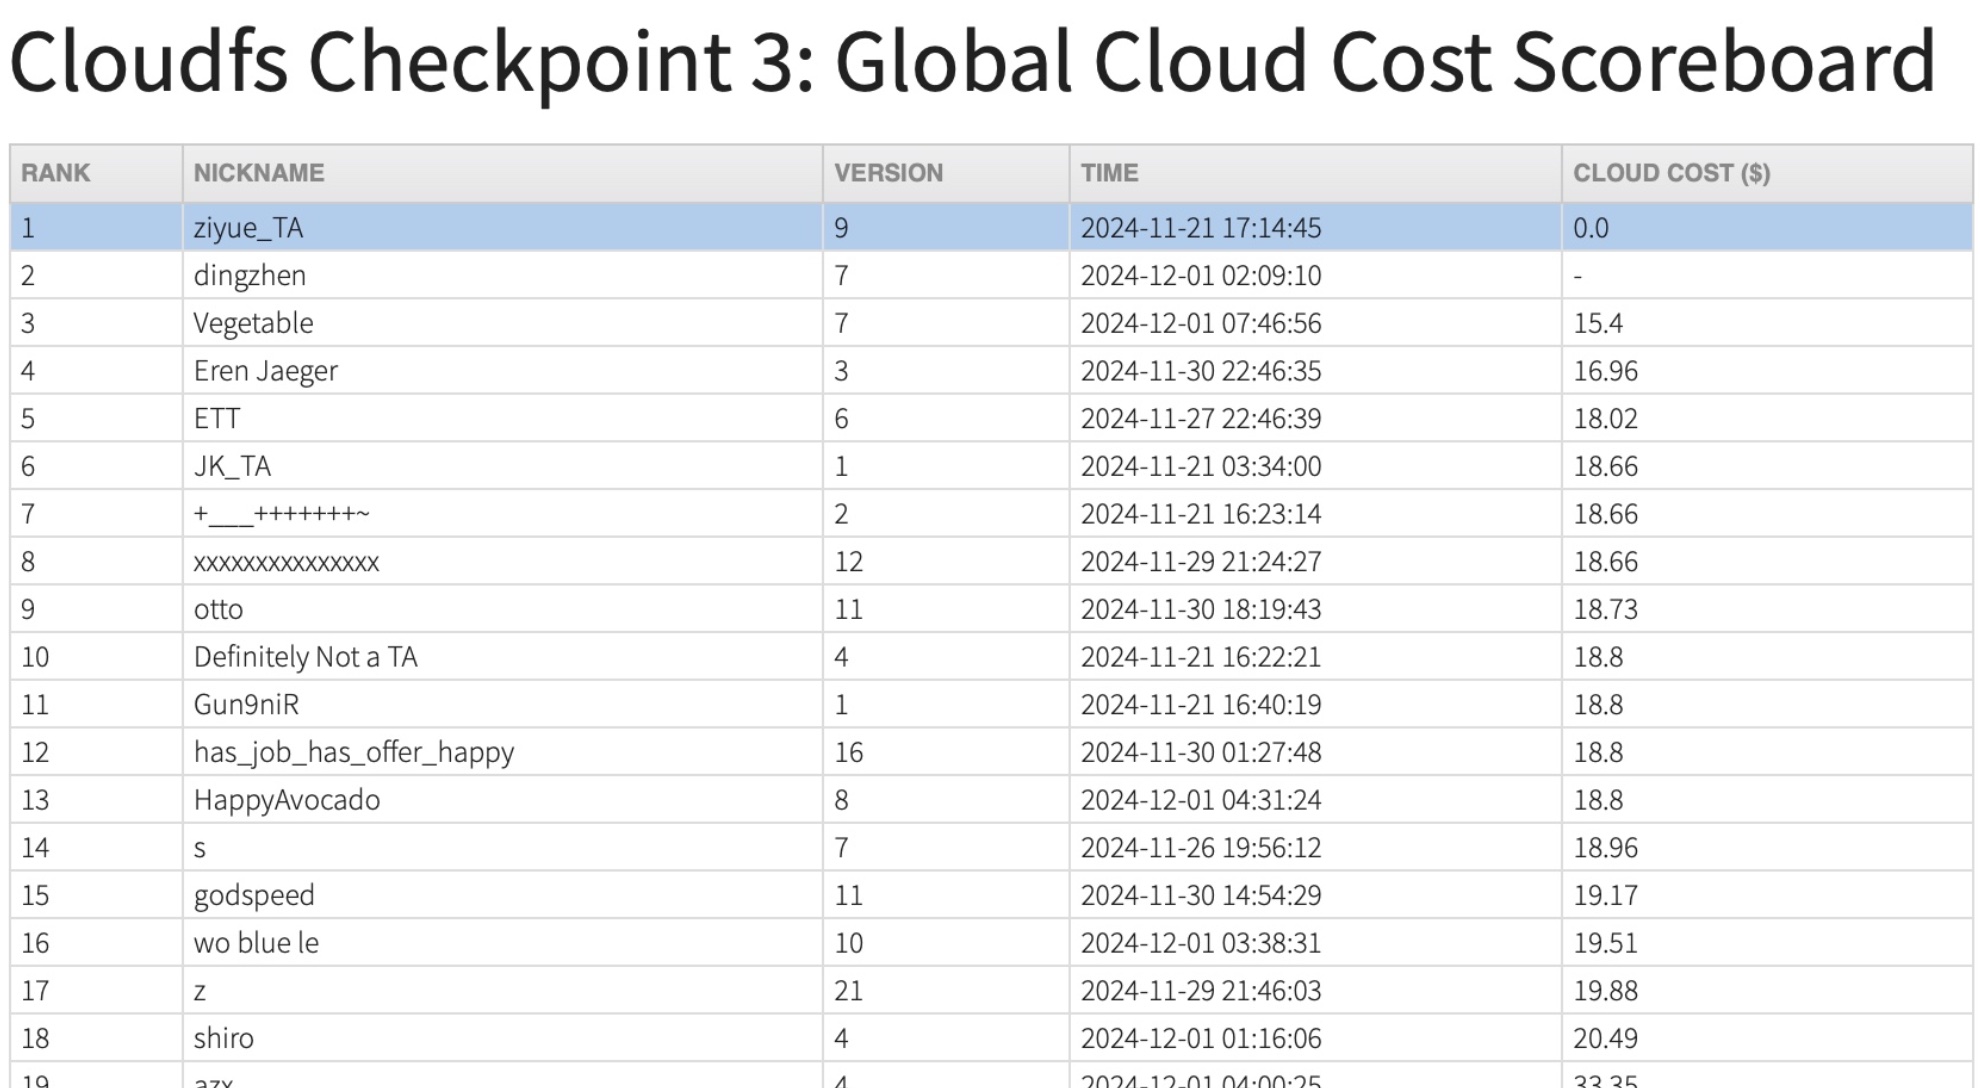 Cloudfs Checkpoint 3: Global Cloud Cost Scoreboard
RANK NICKNAME VERSION TIME CLOUD COST ($)
1 ziyue_TA 9 2024-11-21 17:14:45 0.0
2 dingzhen 7 2024-12-01 02:09:10 -
3 Vegetable 7 2024-12-01 07:46:56 15.4
4 Eren Jaeger 3 2024-11-30 22:46:35 16.96
5 ETT 6 2024-11-27 22:46:39 18.02
6 JK_TA 1 2024-11-21 03:34:00 18.66
7 +___+++++++~ 2 2024-11-21 16:23:14 18.66
8 xxxxxxxxxxxxxxx 12 2024-11-29 21:24:27 18.66
9 otto 11 2024-11-30 18:19:43 18.73
10 Definitely Not a TA 4 2024-11-21 16:22:21 18.8
11 Gun9niR 1 2024-11-21 16:40:19 18.8
12 has_job_has_offer_happy 16 2024-11-30 01:27:48 18.8
13 HappyAvocado 8 2024-12-01 04:31:24 18.8
14 s 7 2024-11-26 19:56:12 18.96
15 godspeed 11 2024-11-30 14:54:29 19.17
16 wo blue le 10 2024-12-01 03:38:31 19.51
17 z 21 2024-11-29 21:46:03 19.88
18 shiro 4 2024-12-01 01:16:06 20.49
19 azx 4 2024-12-01 04:00:25 33.35